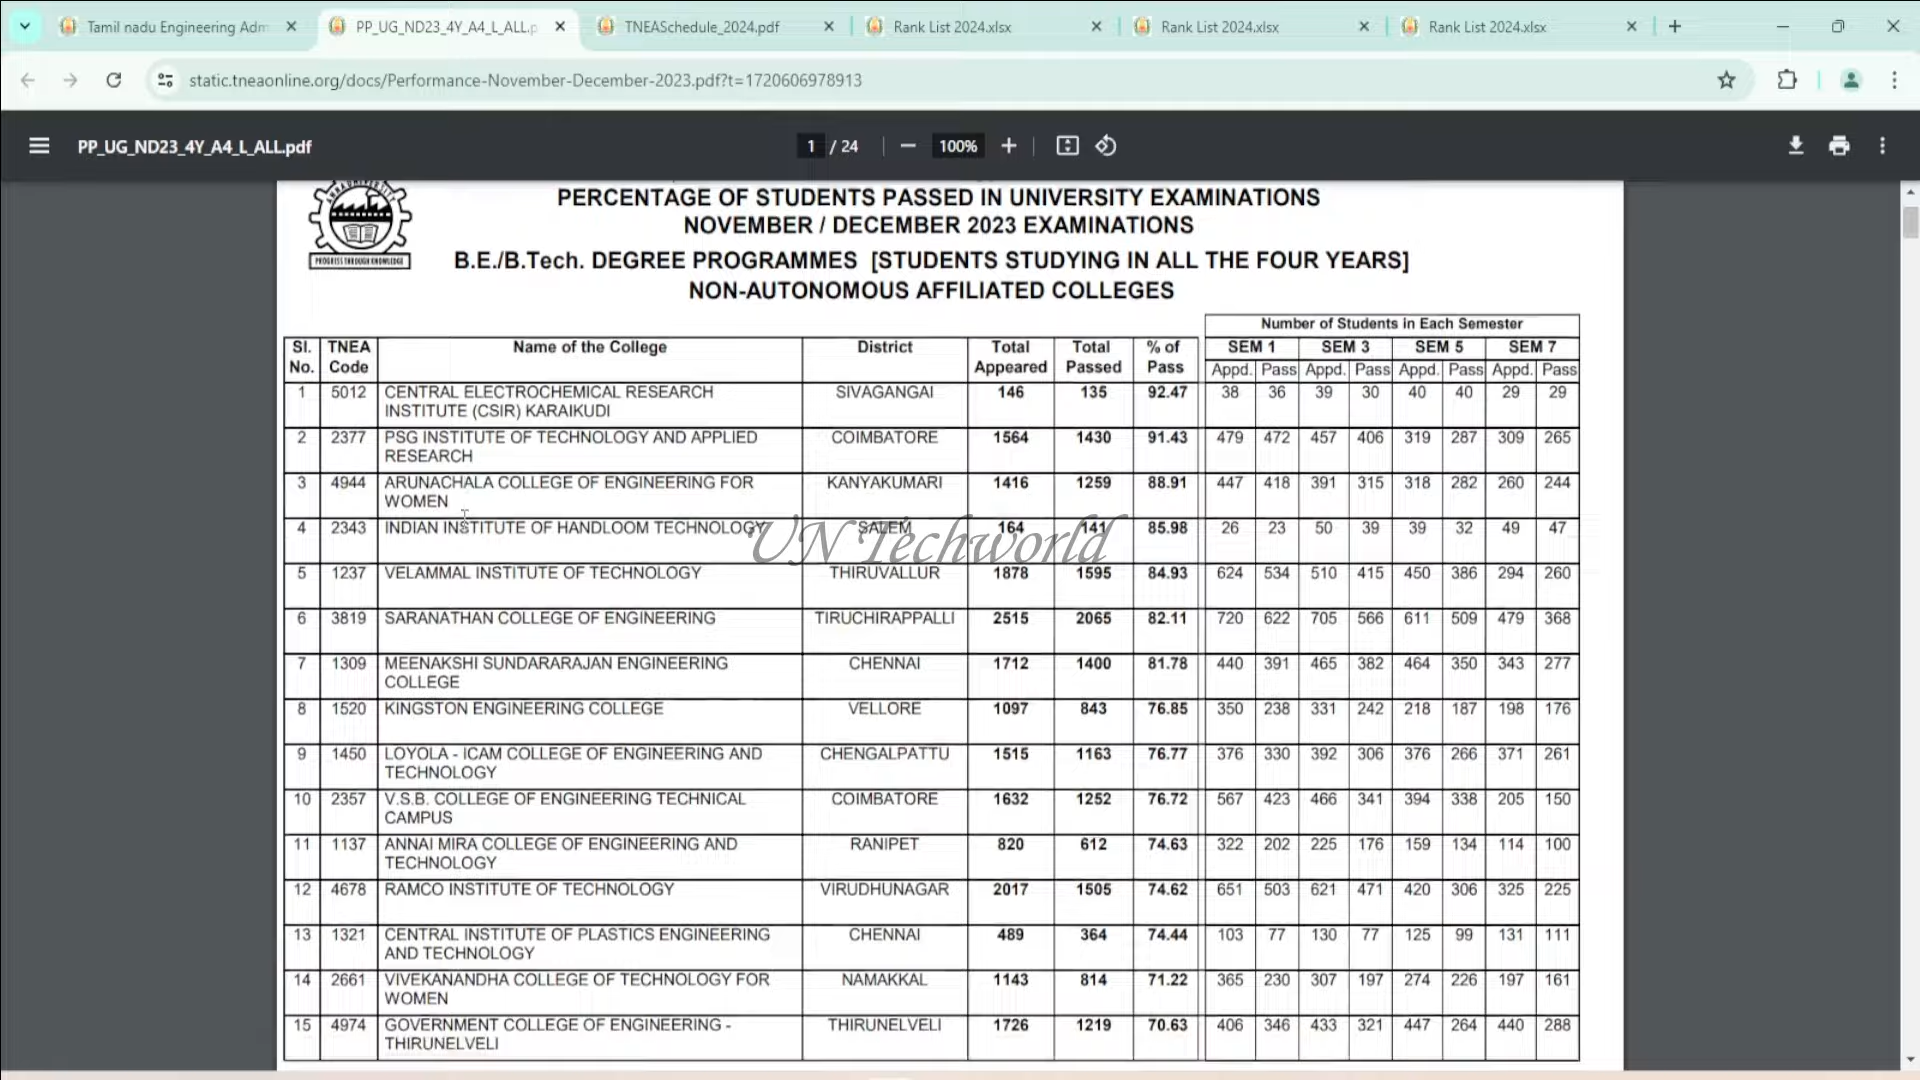 Tamil nadu Engineering Adm
PP_UG_ND23_4Y_A4_L_ALL.p
TNEASchedule_2024.pdf
Rank List 2024.xlsx
Rank List 2024.xlsx
Rank List 2024.xlsx
static.tneaonline.org/docs/Performance-November-December-2023.pdf?t=1720606978913
PP_UG_ND23_4Y_A4_L_ALL.pdf
1 / 24
100%
PROGRESS THROUGH KNOWLEDGE
PERCENTAGE OF STUDENTS PASSED IN UNIVERSITY EXAMINATIONS
NOVEMBER / DECEMBER 2023 EXAMINATIONS
B.E./B.Tech. DEGREE PROGRAMMES [STUDENTS STUDYING IN ALL THE FOUR YEARS]
NON-AUTONOMOUS AFFILIATED COLLEGES
Number of Students in Each Semester
Sl. TNEA Name of the College District Total Total % of SEM 1 SEM 3 SEM 5 SEM 7
No. Code Appeared Passed Pass Appd. Pass Appd. Pass Appd. Pass Appd. Pass
1 5012 CENTRAL ELECTROCHEMICAL RESEARCH SIVAGANGAI 146 135 92.47 38 36 39 30 40 40 29 29
INSTITUTE (CSIR) KARAIKUDI
2 2377 PSG INSTITUTE OF TECHNOLOGY AND APPLIED COIMBATORE 1564 1430 91.43 479 472 457 406 319 287 309 265
RESEARCH
3 4944 ARUNACHALA COLLEGE OF ENGINEERING FOR KANYAKUMARI 1416 1259 88.91 447 418 391 315 318 282 260 244
WOMEN
4 2343 INDIAN INSTITUTE OF HANDLOOM TECHNOLOGY SALEM 164 141 85.98 26 23 50 39 39 32 49 47
UN Techworld
5 1237 VELAMMAL INSTITUTE OF TECHNOLOGY THIRUVALLUR 1878 1595 84.93 624 534 510 415 450 386 294 260
6 3819 SARANATHAN COLLEGE OF ENGINEERING TIRUCHIRAPPALLI 2515 2065 82.11 720 622 705 566 611 509 479 368
7 1309 MEENAKSHI SUNDARARAJAN ENGINEERING CHENNAI 1712 1400 81.78 440 391 465 382 464 350 343 277
COLLEGE
8 1520 KINGSTON ENGINEERING COLLEGE VELLORE 1097 843 76.85 350 238 331 242 218 187 198 176
9 1450 LOYOLA - ICAM COLLEGE OF ENGINEERING AND CHENGALPATTU 1515 1163 76.77 376 330 392 306 376 266 371 261
TECHNOLOGY
10 2357 V.S.B. COLLEGE OF ENGINEERING TECHNICAL COIMBATORE 1632 1252 76.72 567 423 466 341 394 338 205 150
CAMPUS
11 1137 ANNAI MIRA COLLEGE OF ENGINEERING AND RANIPET 820 612 74.63 322 202 225 176 159 134 114 100
TECHNOLOGY
12 4678 RAMCO INSTITUTE OF TECHNOLOGY VIRUDHUNAGAR 2017 1505 74.62 651 503 621 471 420 306 325 225
13 1321 CENTRAL INSTITUTE OF PLASTICS ENGINEERING CHENNAI 489 364 74.44 103 77 130 77 125 99 131 111
AND TECHNOLOGY
14 2661 VIVEKANANDHA COLLEGE OF TECHNOLOGY FOR NAMAKKAL 1143 814 71.22 365 230 307 197 274 226 197 161
WOMEN
15 4974 GOVERNMENT COLLEGE OF ENGINEERING - THIRUNELVELI 1726 1219 70.63 406 346 433 321 447 264 440 288
THIRUNELVELI